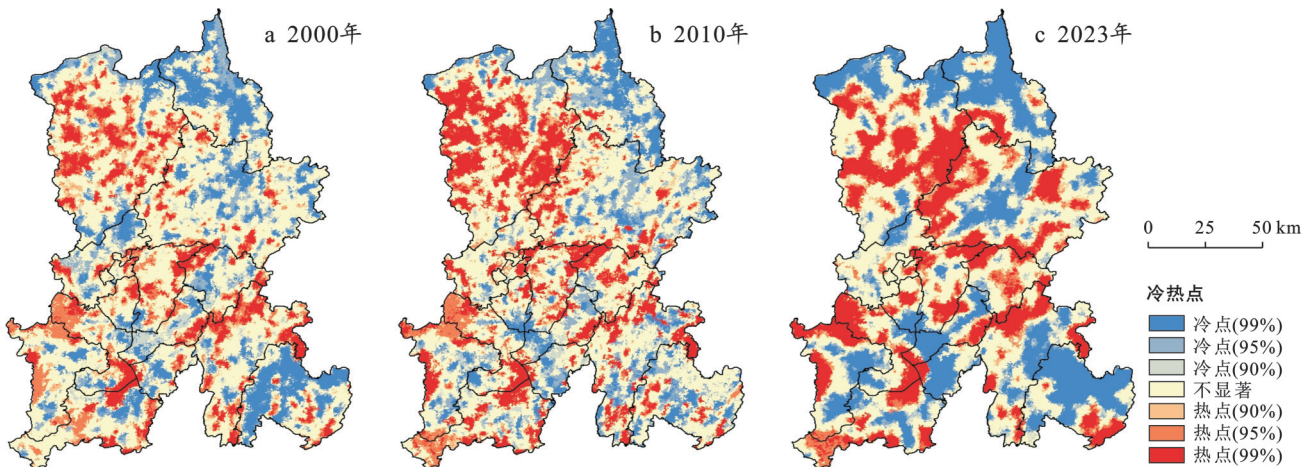 a 2000年
b 2010年
c 2023年
0 25 50 km
冷热点
冷点(99%)
冷点(95%)
冷点(90%)
不显著
热点(90%)
热点(95%)
热点(99%)